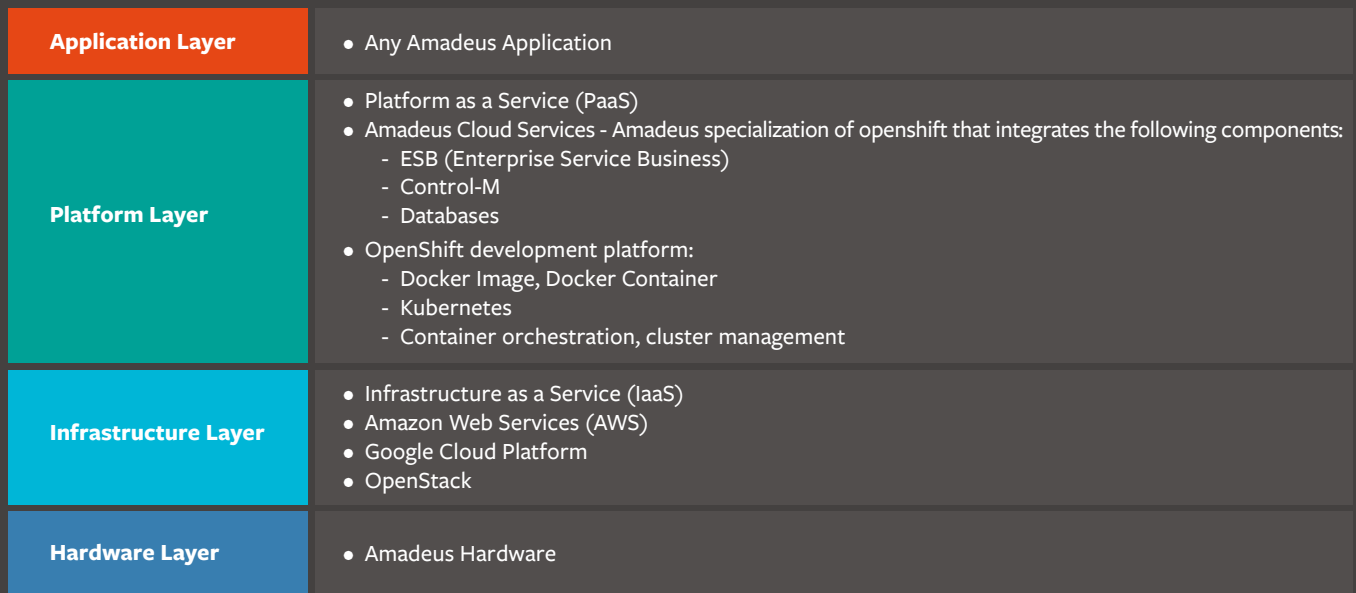 Application Layer
● Any Amadeus Application
Platform Layer
● Platform as a Service (PaaS)
● Amadeus Cloud Services - Amadeus specialization of openshift that integrates the following components:
- ESB (Enterprise Service Business)
- Control-M
- Databases
● OpenShift development platform:
- Docker Image, Docker Container
- Kubernetes
- Container orchestration, cluster management
Infrastructure Layer
● Infrastructure as a Service (IaaS)
● Amazon Web Services (AWS)
● Google Cloud Platform
● OpenStack
Hardware Layer
● Amadeus Hardware